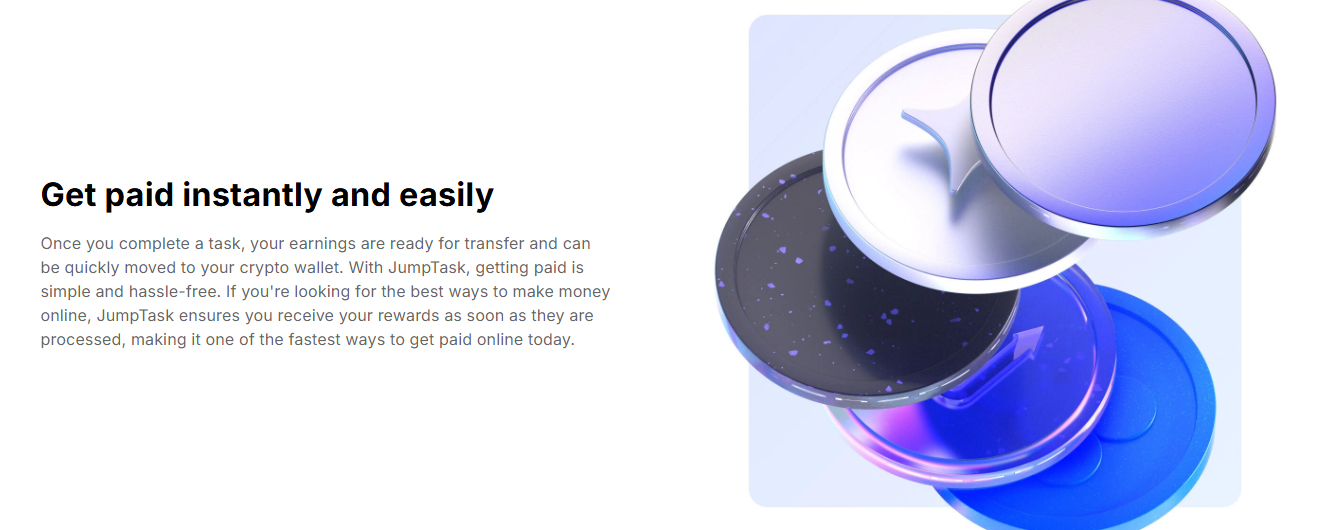 Get paid instantly and easily
Once you complete a task, your earnings are ready for transfer and can
be quickly moved to your crypto wallet. With JumpTask, getting paid is
simple and hassle-free. If you're looking for the best ways to make money
online, JumpTask ensures you receive your rewards as soon as they are
processed, making it one of the fastest ways to get paid online today.